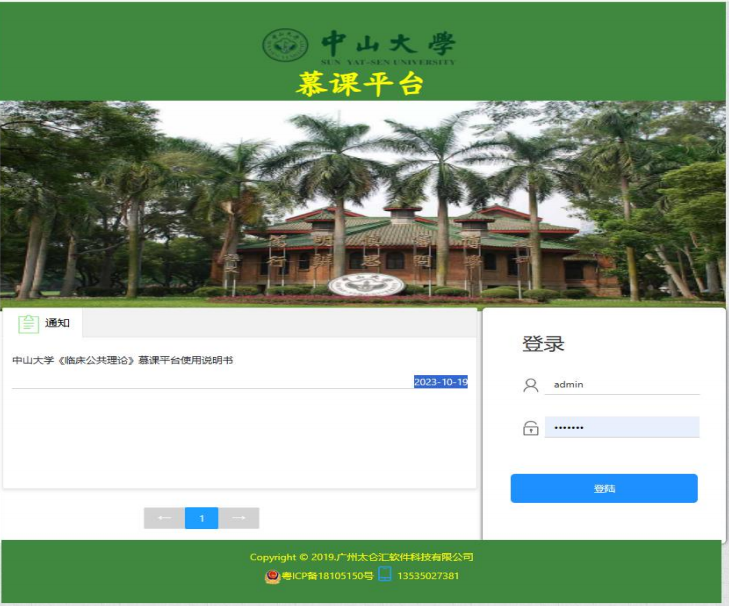 中山大學
SUN YAT-SEN UNIVERSITY
慕课平台
通知
中山大学《临床公共理论》慕课平台使用说明书
2023-10-19
← 1 →
登录
admin
•••••••
登陆
Copyright © 2019.广州太仑汇软件科技有限公司
粤ICP备18105150号 13535027381